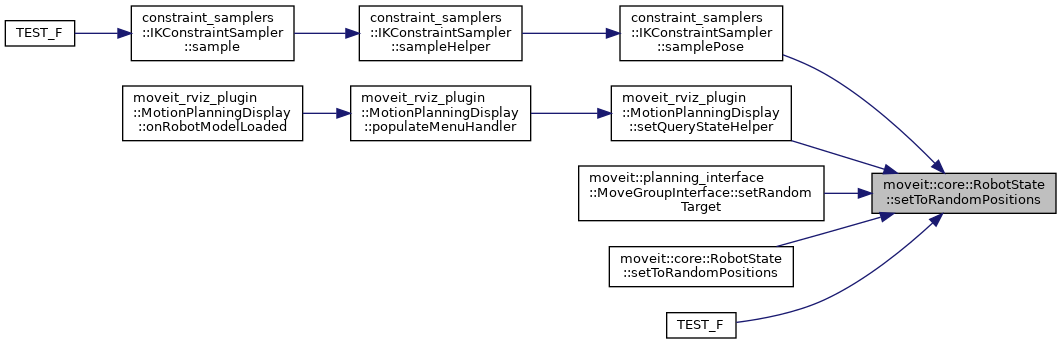 TEST_F
constraint_samplers
::IKConstraintSampler
::sample
constraint_samplers
::IKConstraintSampler
::sampleHelper
constraint_samplers
::IKConstraintSampler
::samplePose
moveit_rviz_plugin
::MotionPlanningDisplay
::onRobotModelLoaded
moveit_rviz_plugin
::MotionPlanningDisplay
::populateMenuHandler
moveit_rviz_plugin
::MotionPlanningDisplay
::setQueryStateHelper
moveit::planning_interface
::MoveGroupInterface::setRandom
Target
moveit::core::RobotState
::setToRandomPositions
moveit::core::RobotState
::setToRandomPositions
TEST_F